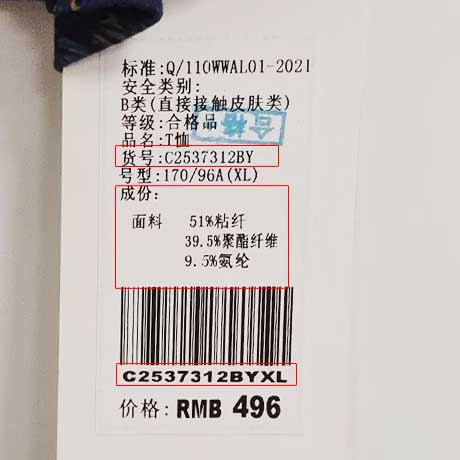 标准:Q/110WWAL01-2021
安全类别:
B类(直接接触皮肤类)
等级:合格品
合格
品名:T恤
货号:C2537312BY
号型:170/96A(XL)
成份:
面料 51%粘纤
39.5%聚酯纤维
9.5%氨纶
C2537312BYXL
价格: RMB 496